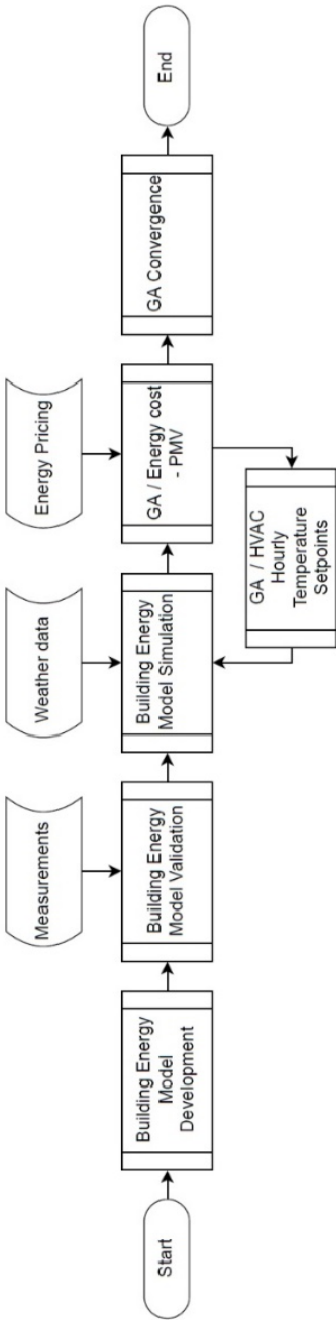 Start
Building Energy
Model
Development
Measurements
Building Energy
Model Validation
Weather data
Building Energy
Model Simulation
Energy Pricing
GA / Energy cost
- PMV
GA / HVAC
Hourly
Temperature
Setpoints
GA Convergence
End